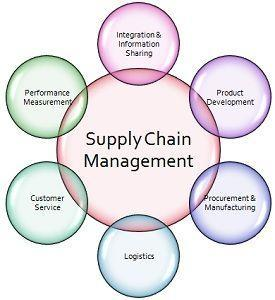 Integration &
Information
Sharing
Performance
Measurement
Product
Development
Supply Chain
Management
Customer
Service
Procurement &
Manufacturing
Logistics